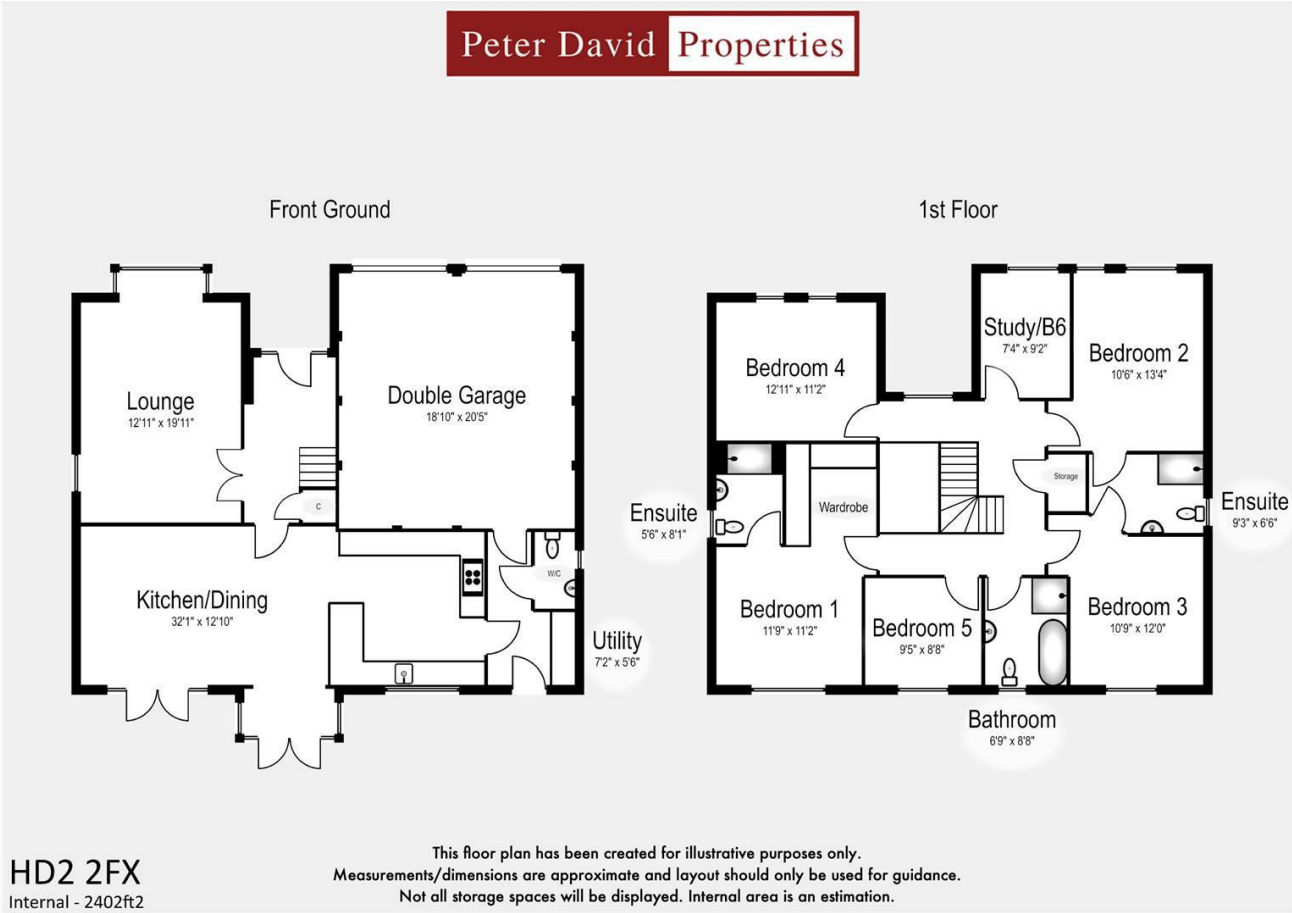 Peter David Properties
Front Ground
1st Floor
Lounge
12'11" x 19'11"
Double Garage
18'10" x 20'5"
C
Kitchen/Dining
32'1" x 12'10"
W/C
Utility
7'2" x 5'6"
Study/B6
7'4" x 9'2"
Bedroom 2
10'6" x 13'4"
Bedroom 4
12'11" x 11'2"
Storage
Ensuite
5'6" x 8'1"
Wardrobe
Ensuite
9'3" x 6'6"
Bedroom 1
11'9" x 11'2"
Bedroom 5
9'5" x 8'8"
Bedroom 3
10'9" x 12'0"
Bathroom
6'9" x 8'8"
HD2 2FX
Internal - 2402ft2
This floor plan has been created for illustrative purposes only.
Measurements/dimensions are approximate and layout should only be used for guidance.
Not all storage spaces will be displayed. Internal area is an estimation.